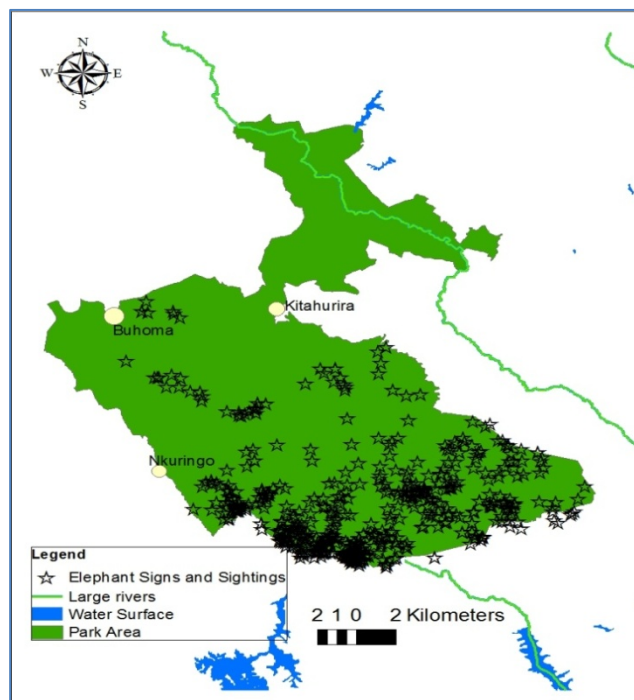 N
W E
S
Kitahurira
Buhoma
Nkuringo
Legend
Elephant Signs and Sightings
Large rivers
Water Surface
Park Area
2 1 0 2 Kilometers